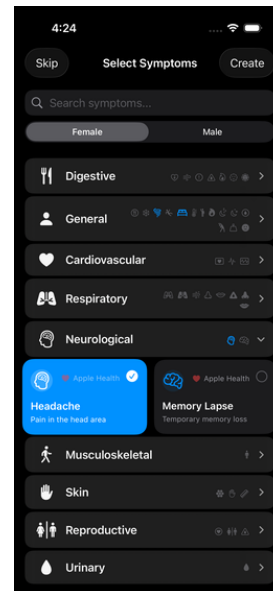 4:24
Skip
Select Symptoms
Create
Search symptoms...
Female
Male
Digestive
General
Cardiovascular
Respiratory
Neurological
Apple Health
Apple Health
Headache
Memory Lapse
Pain in the head area
Temporary memory loss
Musculoskeletal
Skin
Reproductive
Urinary